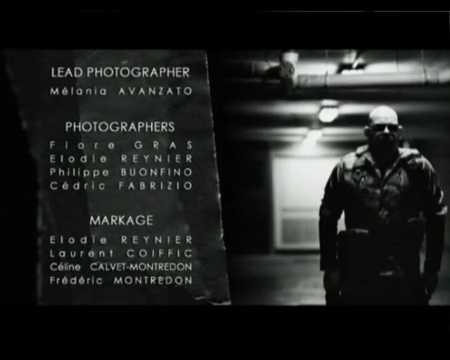 LEAD PHOTOGRAPHER
Mélania AVANZATO
PHOTOGRAPHERS
Flore GRAS
Elodie REYNIER
Philippe BUONFINO
Cédric FABRIZIO
MARKAGE
Elodie REYNIER
Laurent COIFFIC
Céline CALVET-MONTREDON
Frédéric MONTREDON